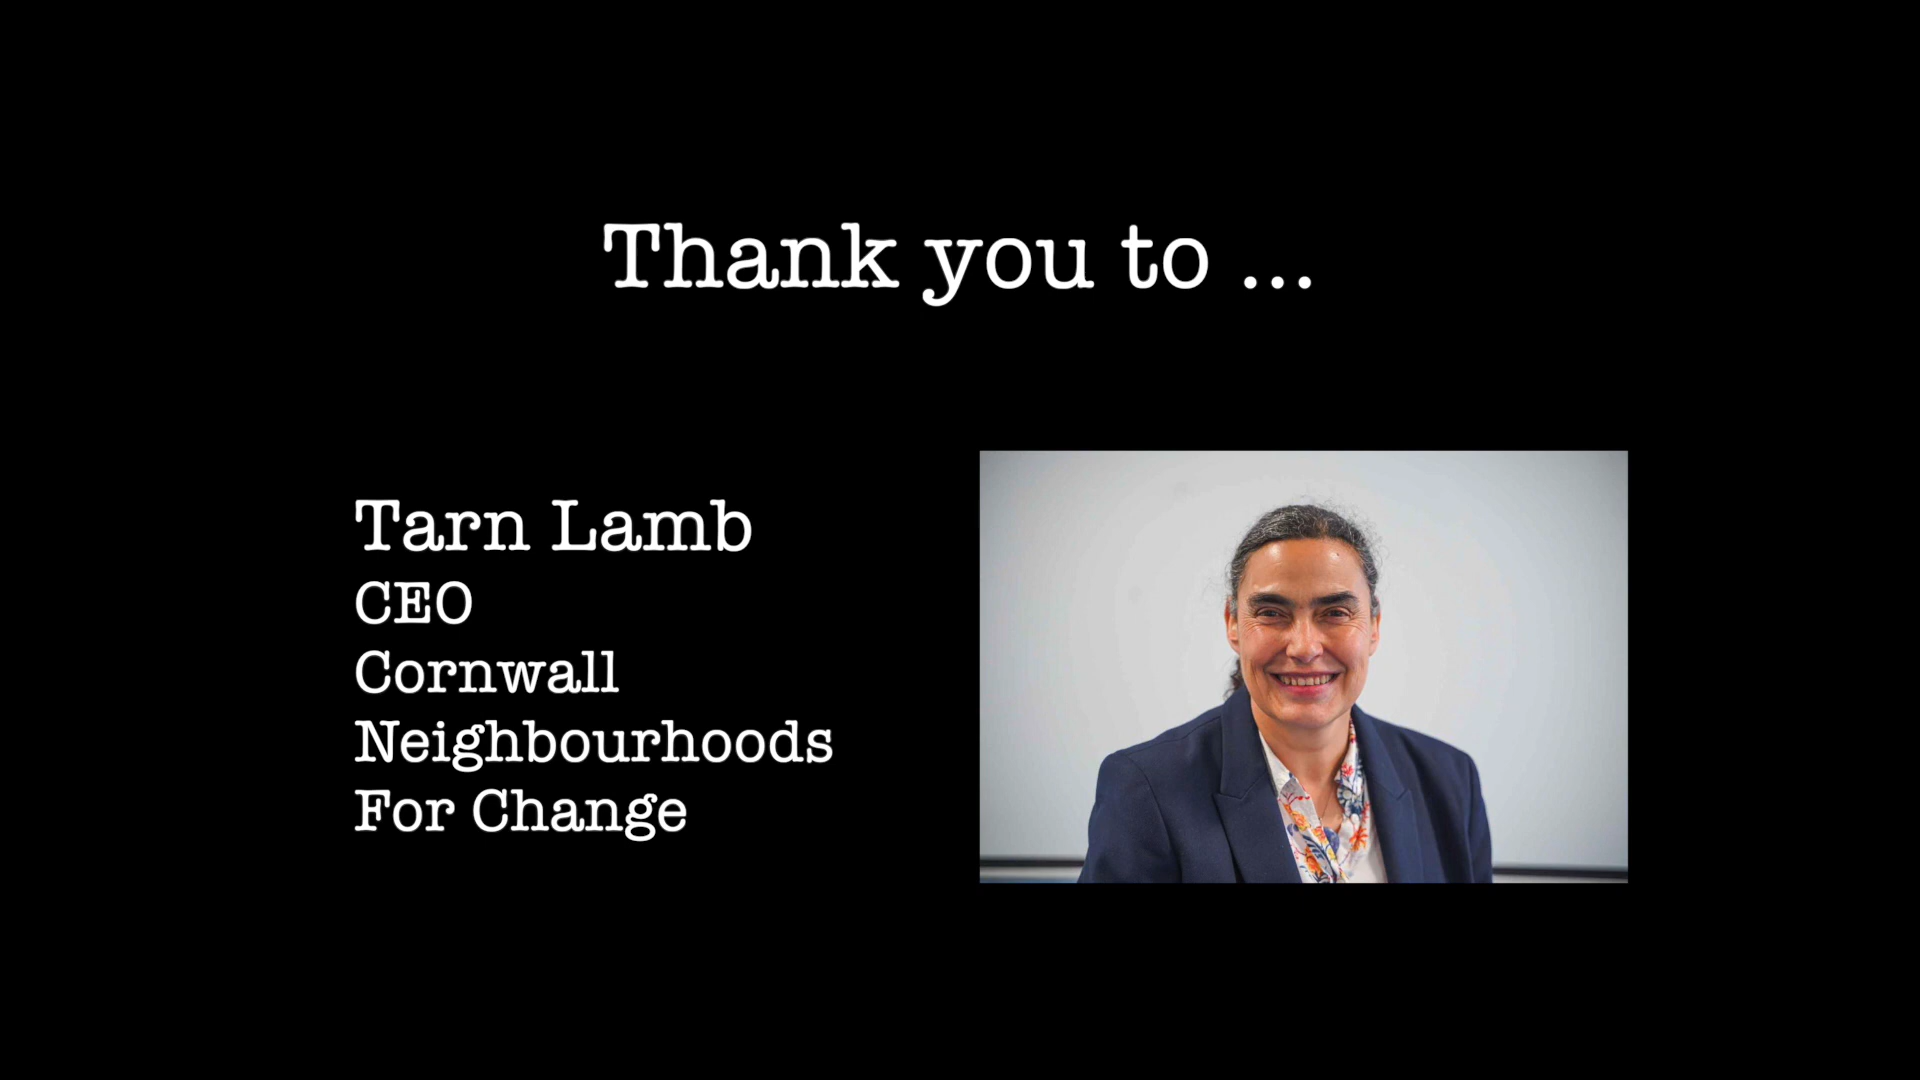 Thank you to ...
Tarn Lamb
CEO
Cornwall
Neighbourhoods
For Change